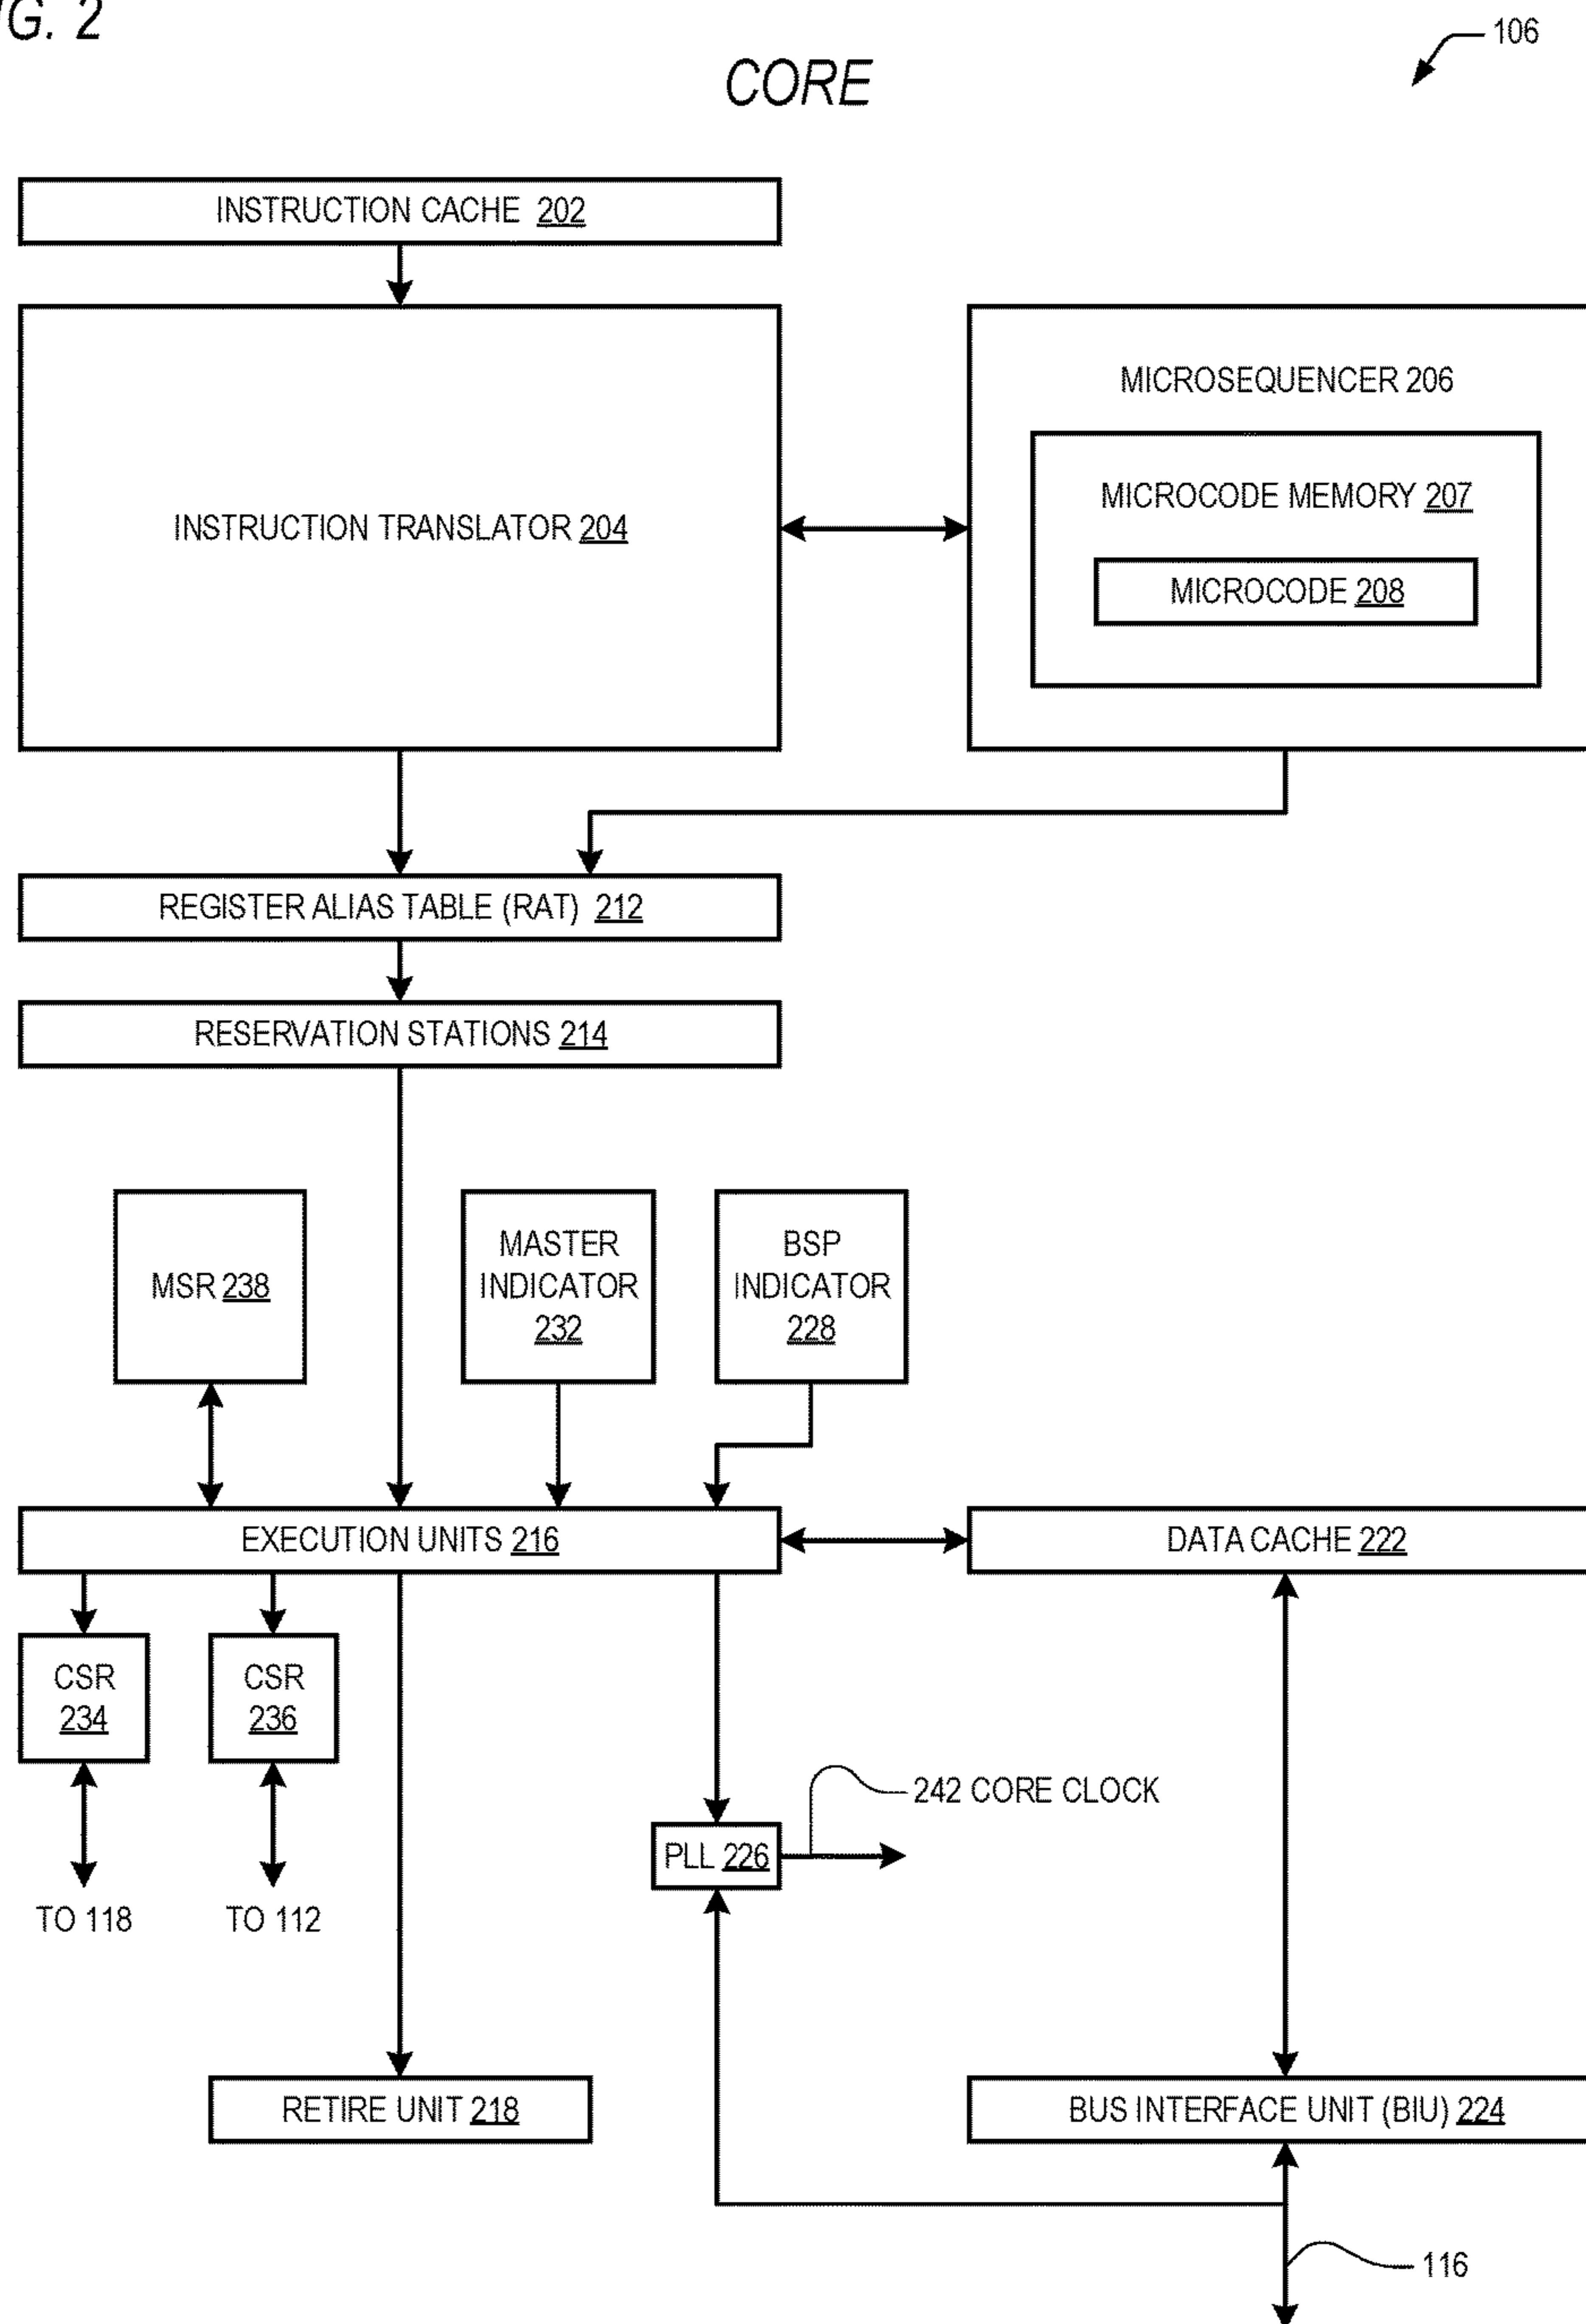 G. 2
106
CORE
INSTRUCTION CACHE 202
MICROSEQUENCER 206
MICROCODE MEMORY 207
INSTRUCTION TRANSLATOR 204
MICROCODE 208
REGISTER ALIAS TABLE (RAT) 212
RESERVATION STATIONS 214
MSR 238
MASTER
INDICATOR
232
BSP
INDICATOR
228
EXECUTION UNITS 216
DATA CACHE 222
CSR
234
CSR
236
242 CORE CLOCK
PLL 226
TO 118
TO 112
RETIRE UNIT 218
BUS INTERFACE UNIT (BIU) 224
116